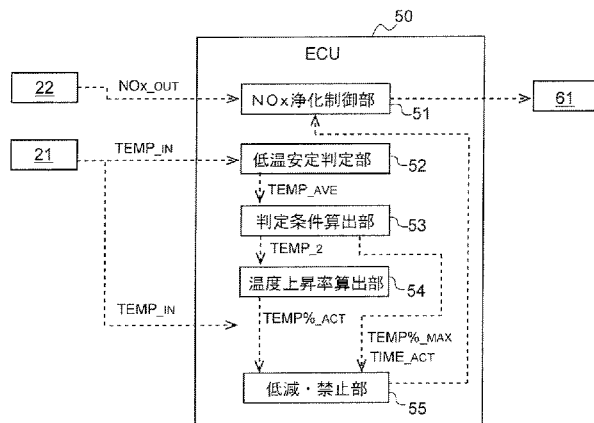 50
ECU
22
NOx_OUT
NOx浄化制御部
51
61
21
TEMP_IN
低温安定判定部
52
TEMP_AVE
判定条件算出部
53
TEMP_2
温度上昇率算出部
54
TEMP_IN
TEMP%_ACT
TEMP%_MAX
TIME_ACT
低減・禁止部
55